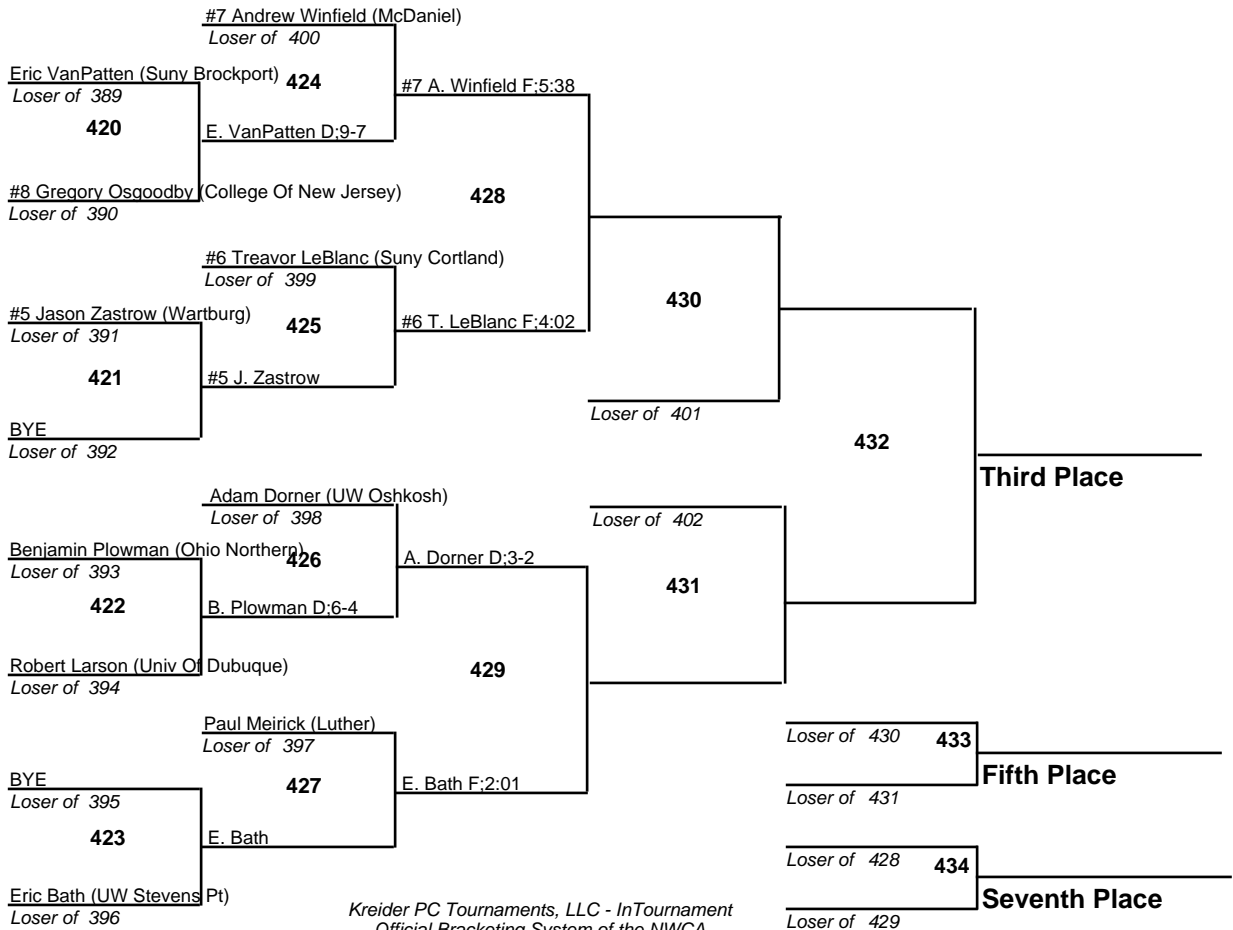 #7 Andrew Winfield (McDaniel)
Loser of 400
Eric VanPatten (Suny Brockport)
424
#7 A. Winfield F;5:38
Loser of 389
420
E. VanPatten D;9-7
#8 Gregory Osgoodby (College Of New Jersey)
428
Loser of 390
#6 Treavor LeBlanc (Suny Cortland)
Loser of 399
430
#5 Jason Zastrow (Wartburg)
425
#6 T. LeBlanc F;4:02
Loser of 391
421
#5 J. Zastrow
Loser of 401
BYE
432
Loser of 392
Third Place
Adam Dorner (UW Oshkosh)
Loser of 398
Loser of 402
Benjamin Plowman (Ohio Northern)
426
A. Dorner D;3-2
Loser of 393
431
422
B. Plowman D;6-4
Robert Larson (Univ Of Dubuque)
429
Loser of 394
Paul Meirick (Luther)
Loser of 397
Loser of 430
433
BYE
427
E. Bath F;2:01
Fifth Place
Loser of 395
Loser of 431
423
E. Bath
Loser of 428
434
Eric Bath (UW Stevens Pt)
Seventh Place
Loser of 396
Kreider PC Tournaments, LLC - InTournament
Loser of 429
Official Bracketing System of the NWCA